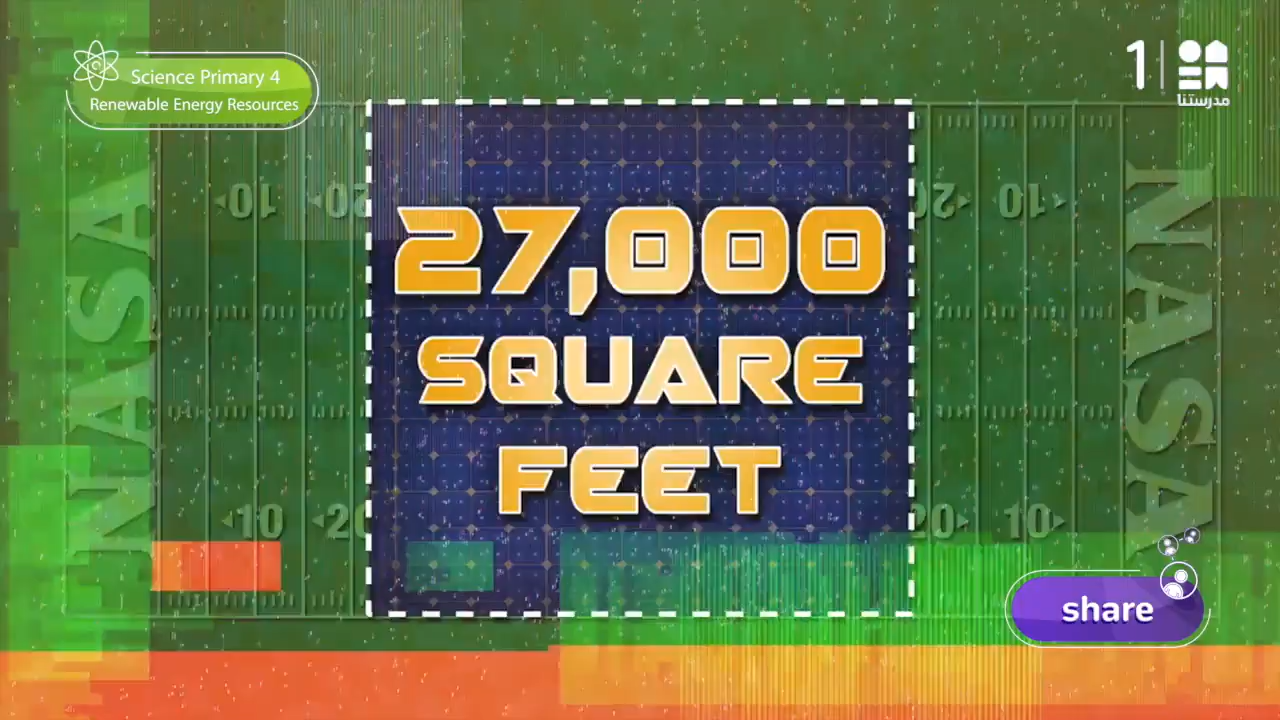 Science Primary 4
Renewable Energy Resources
1
مدرستنا
27,000
SQUARE
FEET
NASA
NASA
10
20
20
10
10
20
20
10
share